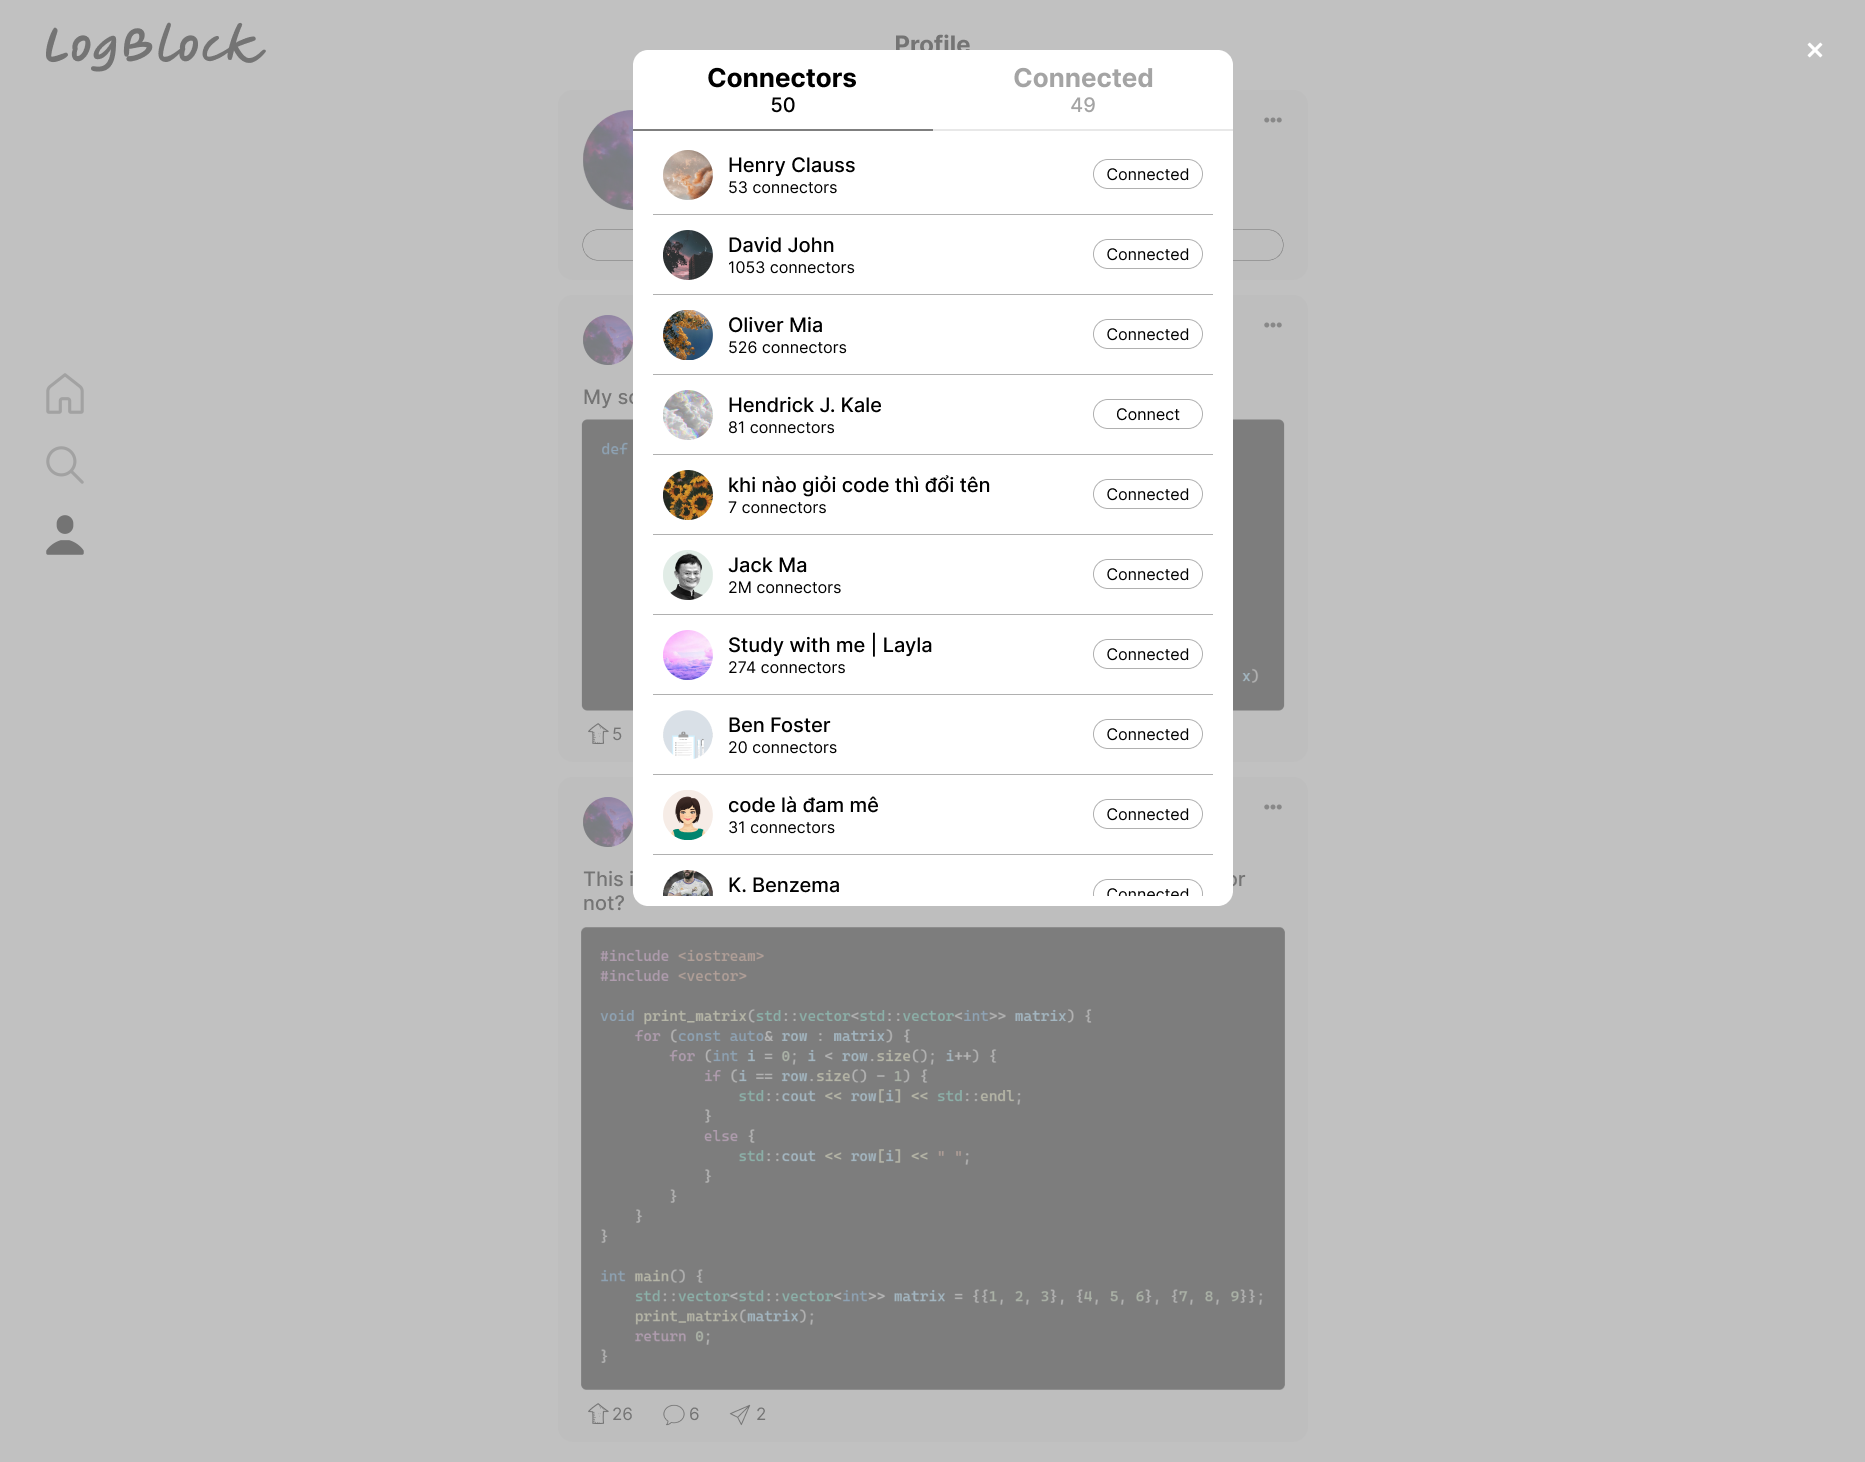 LogBlock
Profile
Connectors
50
Connected
49
Henry Clauss
53 connectors
Connected
David John
1053 connectors
Connected
Oliver Mia
526 connectors
Connected
Hendrick J. Kale
81 connectors
Connect
khi nào giỏi code thì đổi tên
7 connectors
Connected
Jack Ma
2M connectors
Connected
Study with me | Layla
274 connectors
Connected
Ben Foster
20 connectors
Connected
code là đam mê
31 connectors
Connected
K. Benzema
Connected
My
def
x)
5
This
or
not?
#include <iostream>
#include <vector>
void print_matrix(std::vector<std::vector<int>> matrix) {
for (const auto& row : matrix) {
for (int i = 0; i < row.size(); i++) {
if (i == row.size() - 1) {
std::cout << row[i] << std::endl;
}
else {
std::cout << row[i] << " ";
}
}
}
}
int main() {
std::vector<std::vector<int>> matrix = {{1, 2, 3}, {4, 5, 6}, {7, 8, 9}};
print_matrix(matrix);
return 0;
}
26 6 2